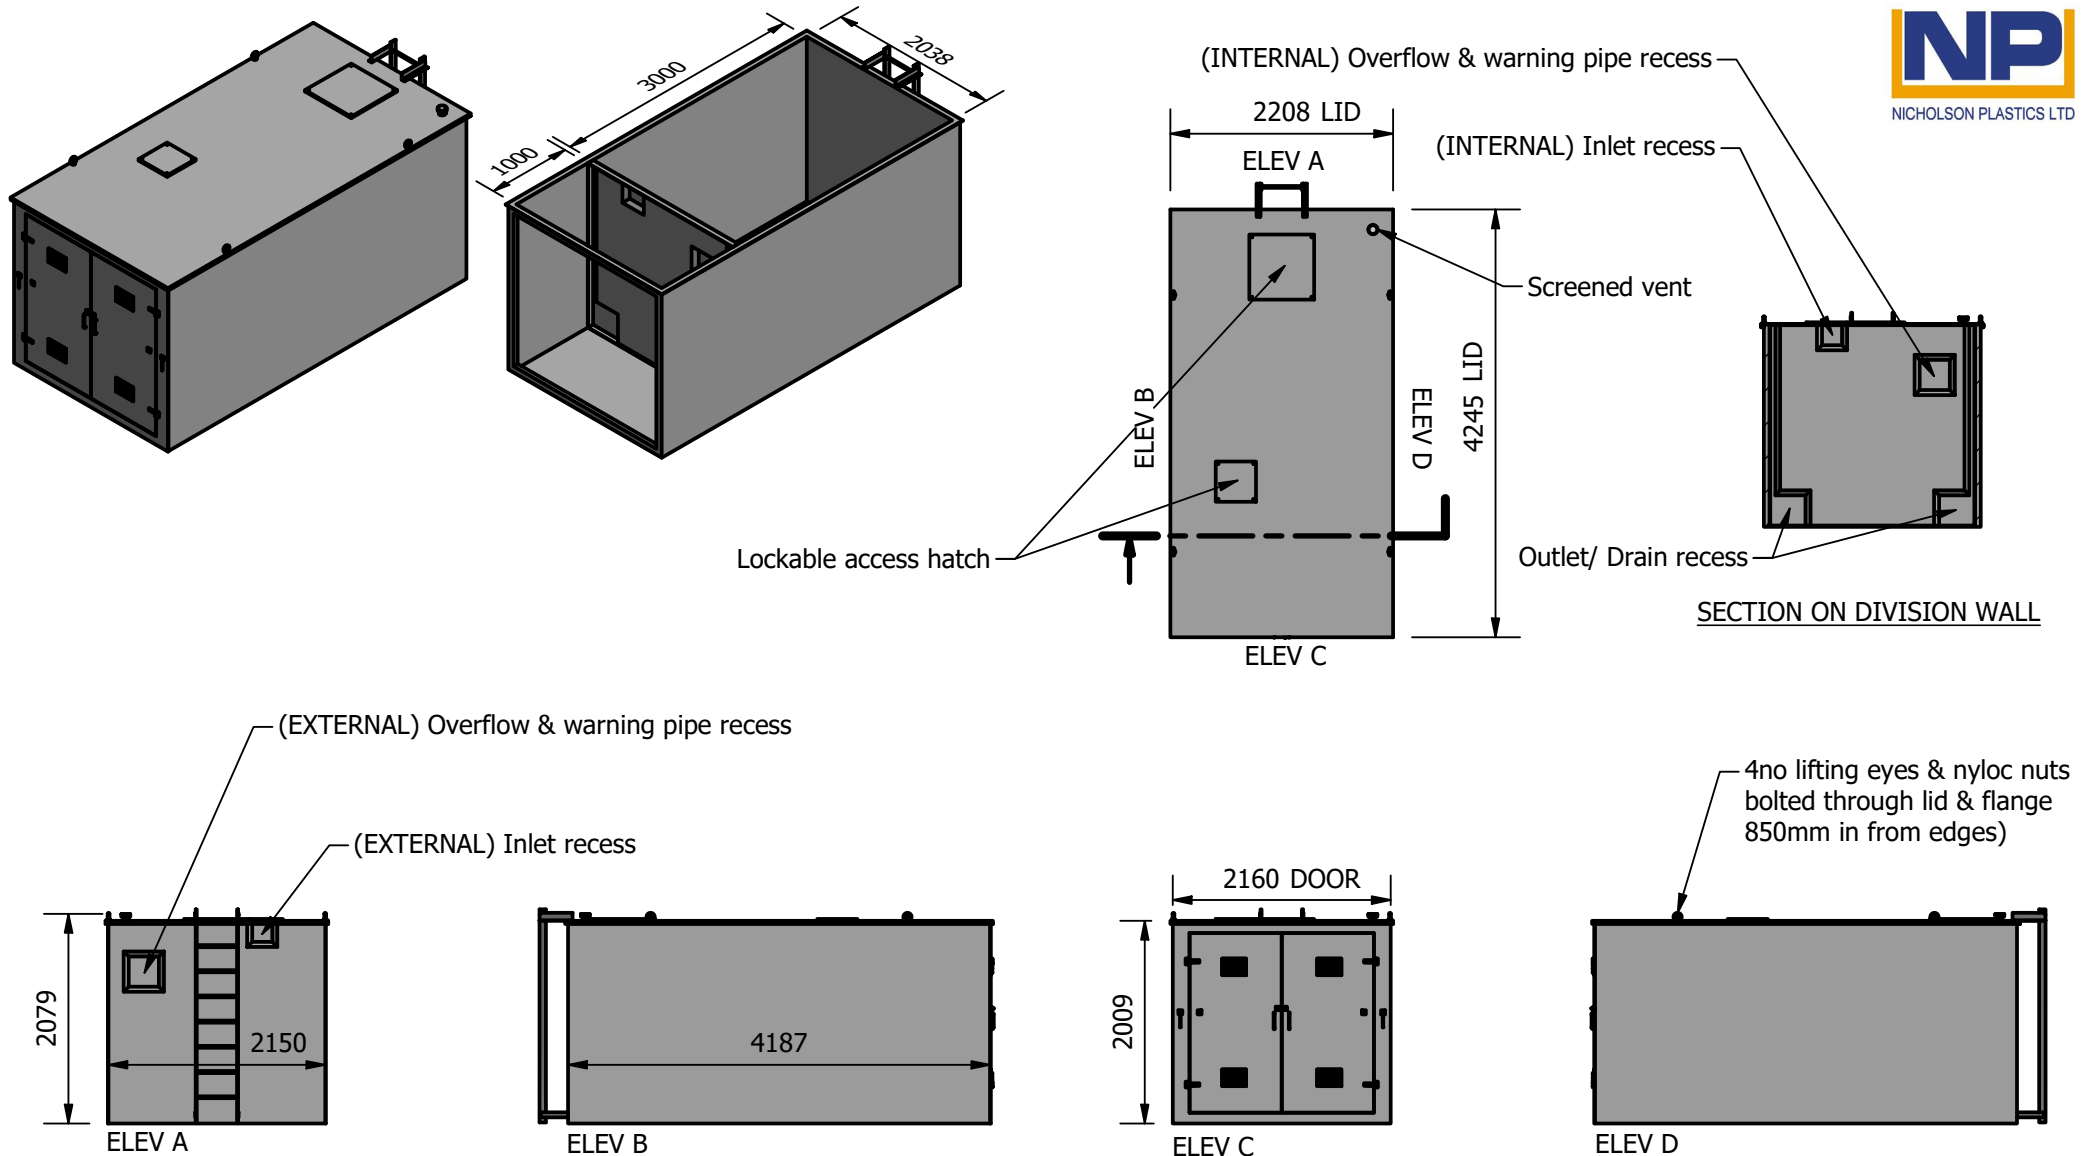 3000
2038
1000
(INTERNAL) Overflow & warning pipe recess
NP
NICHOLSON PLASTICS LTD
2208 LID
(INTERNAL) Inlet recess
ELEV A
Screened vent
ELEV B
ELEV D
4245 LID
Lockable access hatch
Outlet/ Drain recess
SECTION ON DIVISION WALL
ELEV C
(EXTERNAL) Overflow & warning pipe recess
(EXTERNAL) Inlet recess
4no lifting eyes & nyloc nuts
bolted through lid & flange
850mm in from edges)
2160 DOOR
2079
2150
4187
2009
ELEV A
ELEV B
ELEV C
ELEV D